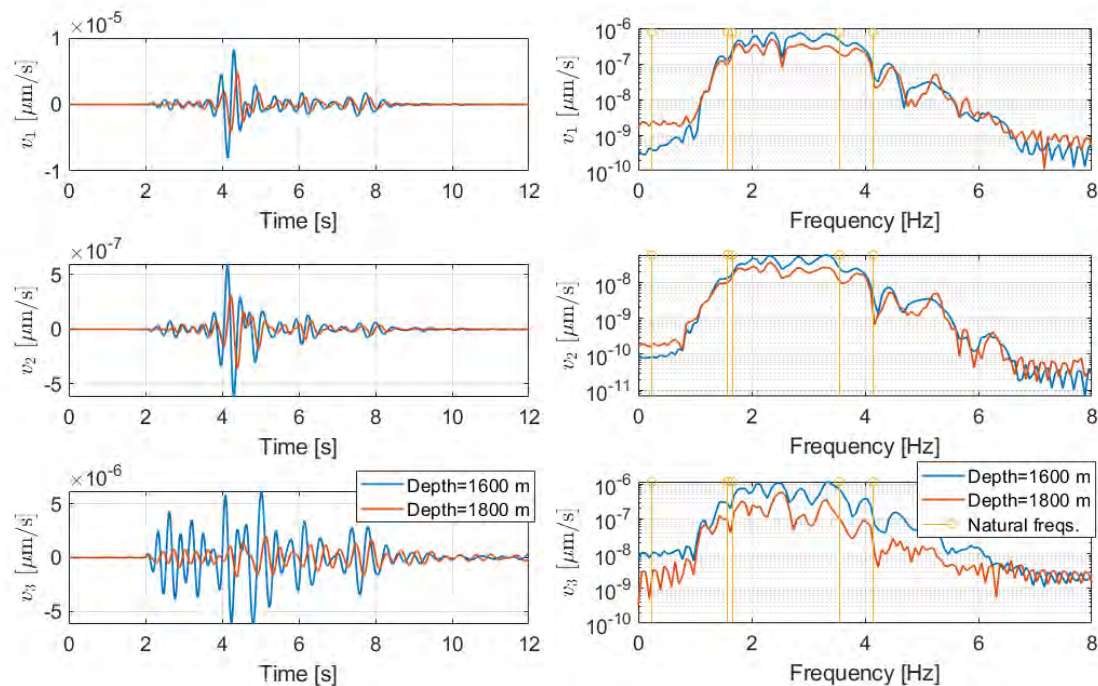 ×10⁻⁵
1
0
-1
v₁ [μm/s]
0 2 4 6 8 10 12
Time [s]
10⁻⁶
10⁻⁷
10⁻⁸
10⁻⁹
10⁻¹⁰
v₁ [μm/s]
0 2 4 6 8
Frequency [Hz]
×10⁻⁷
5
0
-5
v₂ [μm/s]
0 2 4 6 8 10 12
Time [s]
10⁻⁸
10⁻⁹
10⁻¹⁰
10⁻¹¹
v₂ [μm/s]
0 2 4 6 8
Frequency [Hz]
×10⁻⁶
5
0
-5
v₃ [μm/s]
Depth=1600 m
Depth=1800 m
0 2 4 6 8 10 12
Time [s]
10⁻⁶
10⁻⁷
10⁻⁸
10⁻⁹
10⁻¹⁰
v₃ [μm/s]
Depth=1600 m
Depth=1800 m
Natural freqs.
0 2 4 6 8
Frequency [Hz]